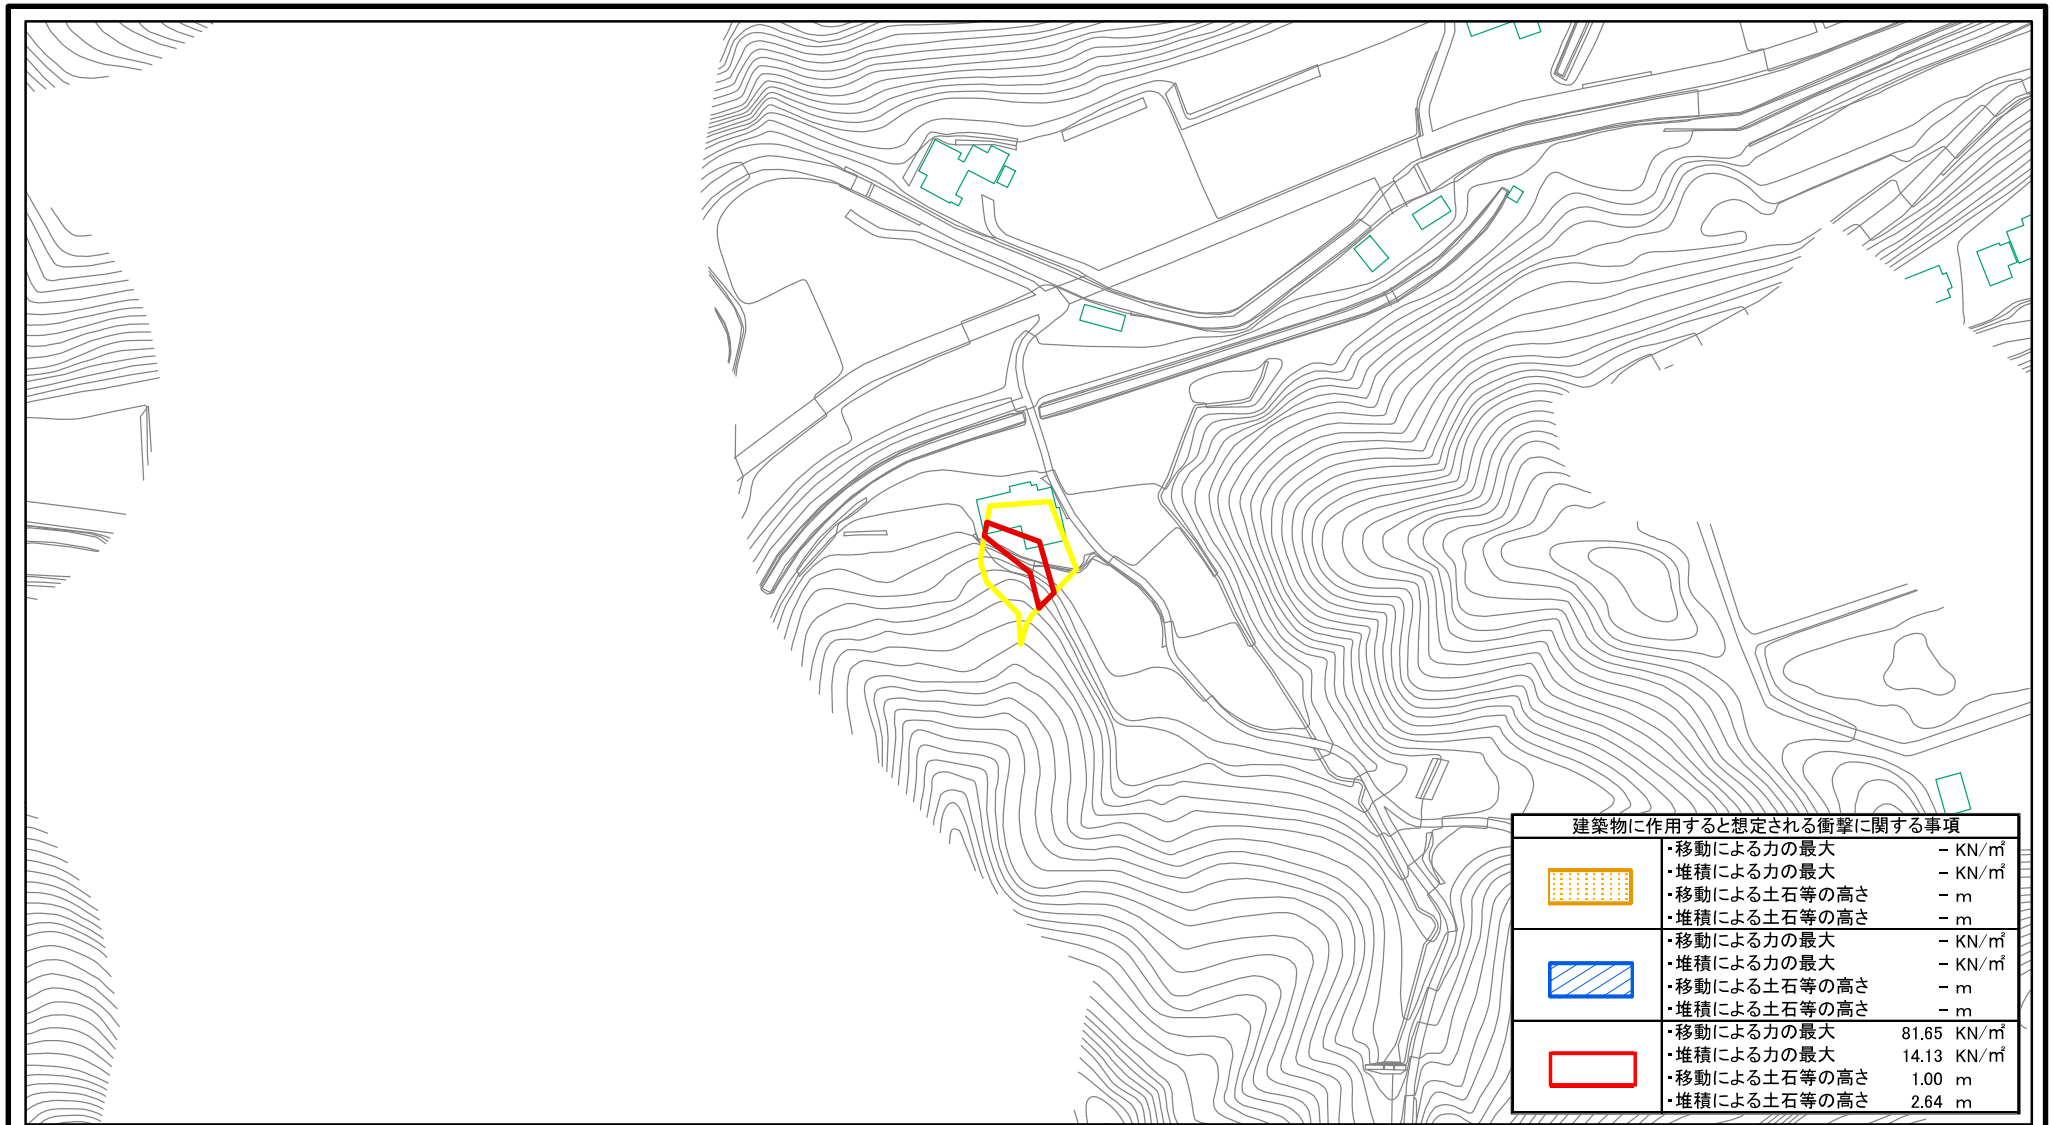 建築物に作用すると想定される衝撃に関する事項
・移動による力の最大 － KN/㎡
・堆積による力の最大 － KN/㎡
・移動による土石等の高さ － m
・堆積による土石等の高さ － m
・移動による力の最大 － KN/㎡
・堆積による力の最大 － KN/㎡
・移動による土石等の高さ － m
・堆積による土石等の高さ － m
・移動による力の最大 81.65 KN/㎡
・堆積による力の最大 14.13 KN/㎡
・移動による土石等の高さ 1.00 m
・堆積による土石等の高さ 2.64 m